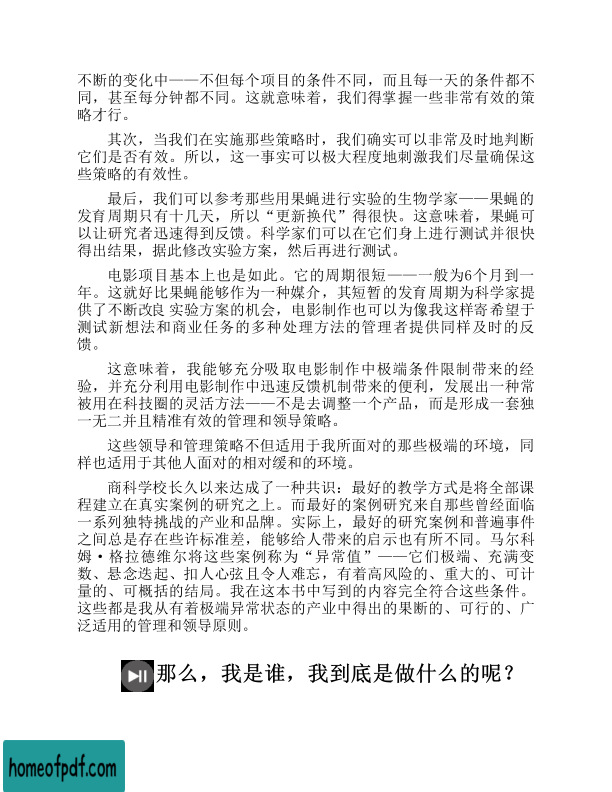 不断的变化中——不但每个项目的条件不同，而且每一天的条件都不
同，甚至每分钟都不同。这就意味着，我们得掌握一些非常有效的策
略才行。
其次，当我们在实施那些策略时，我们确实可以非常及时地判断
它们是否有效。所以，这一事实可以极大程度地刺激我们尽量确保这
些策略的有效性。
最后，我们可以参考那些用果蝇进行实验的生物学家——果蝇的
发育周期只有十几天，所以“更新换代”得很快。这意味着，果蝇可
以让研究者迅速得到反馈。科学家们可以在它们身上进行测试并很快
得出结果，据此修改实验方案，然后再进行测试。
电影项目基本上也是如此。它的周期很短——一般为6个月到一
年。这就好比果蝇能够作为一种媒介，其短暂的发育周期为科学家提
供了不断改良实验方案的机会，电影制作也可以为像我这样寄希望于
测试新想法和商业任务的多种处理方法的管理者提供同样及时的反
馈。
这意味着，我能够充分吸取电影制作中极端条件限制带来的经
验，并充分利用电影制作中迅速反馈机制带来的便利，发展出一种常
被用在科技圈的灵活方法——不是去调整一个产品，而是形成一套独
一无二并且精准有效的管理和领导策略。
这些领导和管理策略不但适用于我所面对的那些极端的环境，同
样也适用于其他人面对的相对缓和的环境。
商科学校长久以来达成了一种共识：最好的教学方式是将全部课
程建立在真实案例的研究之上。而最好的案例研究来自那些曾经面临
一系列独特挑战的产业和品牌。实际上，最好的研究案例和普遍事件
之间总是存在些许标准差，能够给人带来的启示也有所不同。马尔科
姆·格拉德维尔将这些案例称为“异常值”——它们极端、充满变
数、悬念迭起、扣人心弦且令人难忘，有着高风险的、重大的、可计
量的、可概括的结局。我在这本书中写到的内容完全符合这些条件。
这些都是我从有着极端异常状态的产业中得出的果断的、可行的、广
泛适用的管理和领导原则。
那么，我是谁，我到底是做什么的呢？
homeofpdf.com